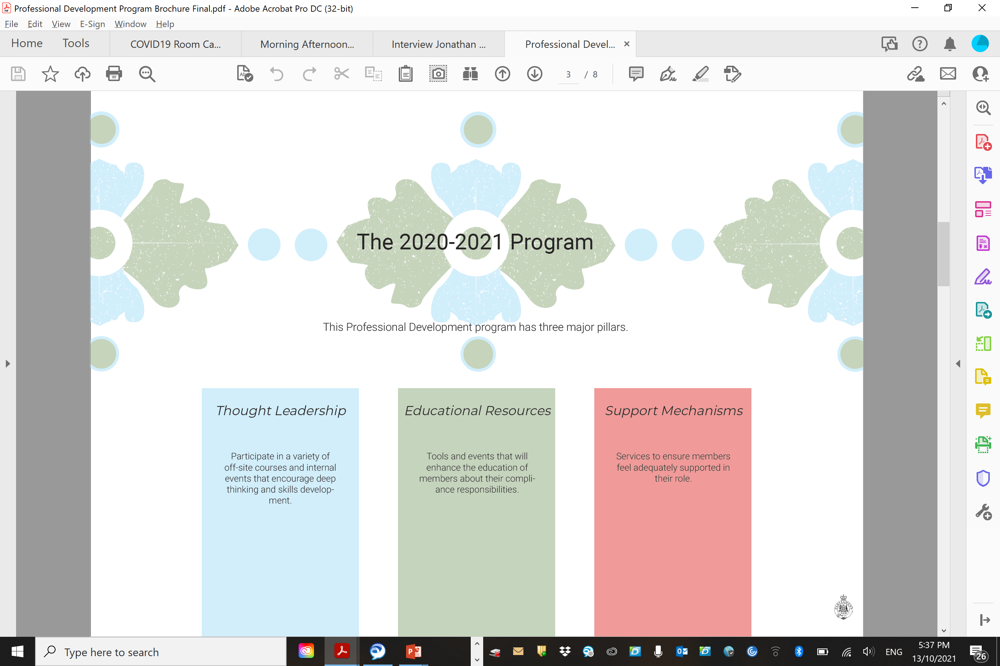 Professional Development Program Brochure Final.pdf - Adobe Acrobat Pro DC (32-bit)
File Edit View E-Sign Window Help
Home Tools COVID19 Room Ca... Morning Afternoon... Interview Jonathan ... Professional Devel...
3 / 8
The 2020-2021 Program
This Professional Development program has three major pillars.
Thought Leadership
Participate in a variety of
off-site courses and internal
events that encourage deep
thinking and skills develop-
ment.
Educational Resources
Tools and events that will
enhance the education of
members about their compli-
ance responsibilities.
Support Mechanisms
Services to ensure members
feel adequately supported in
their role.
PARLIAMENT
NSW
Type here to search
ENG
5:37 PM
13/10/2021
26